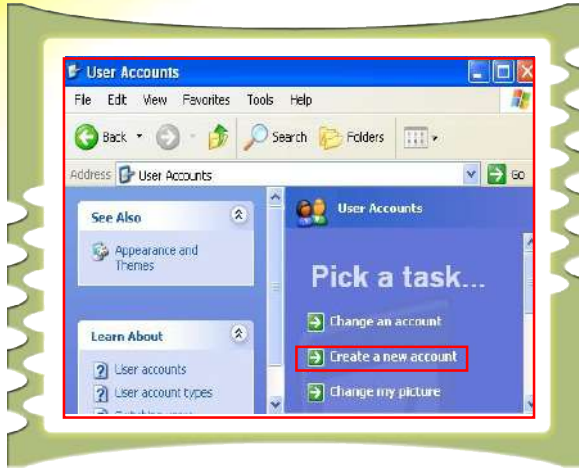 User Accounts
File Edit View Favorites Tools Help
Back Search Folders
Address User Accounts Go
See Also
Appearance and
Themes
Learn About
User accounts
User account types
User Accounts
Pick a task...
Change an account
Create a new account
Change my picture